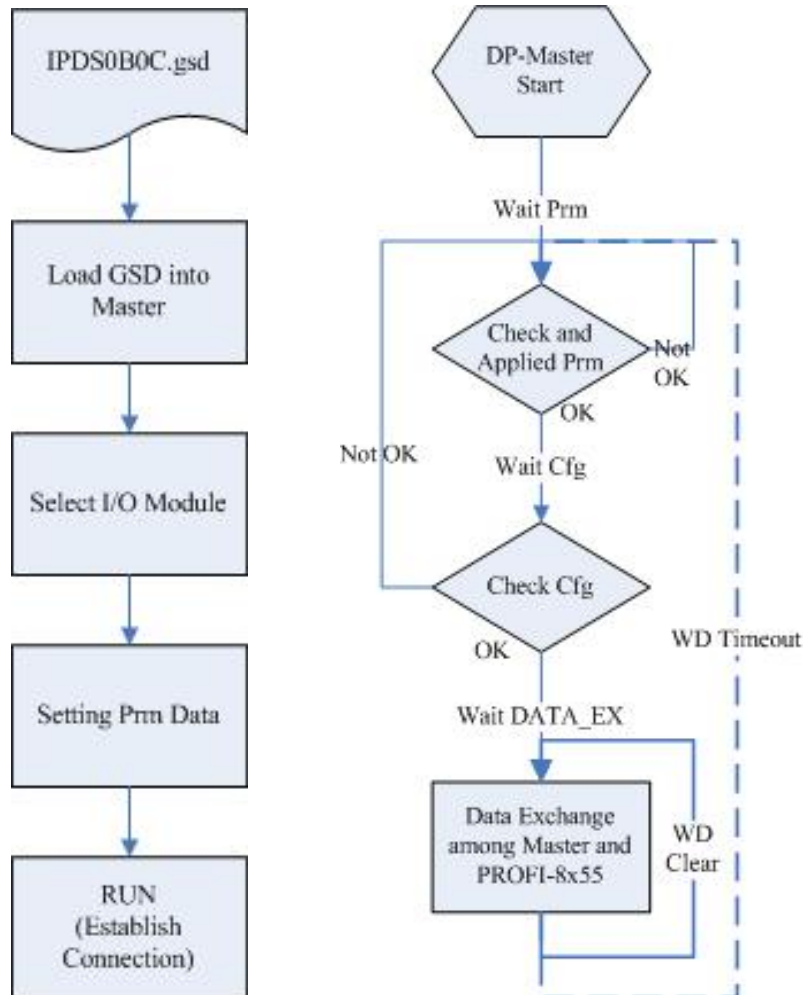 IPDS0B0C.gsd
Load GSD into
Master
Select I/O Module
Setting Prm Data
RUN
(Establish
Connection)
DP-Master
Start
Wait Prm
Check and
Applied Prm
Not
OK
OK
Not OK
Wait Cfg
Check Cfg
OK
WD Timeout
Wait DATA_EX
Data Exchange
among Master and
PROFI-8x55
WD
Clear